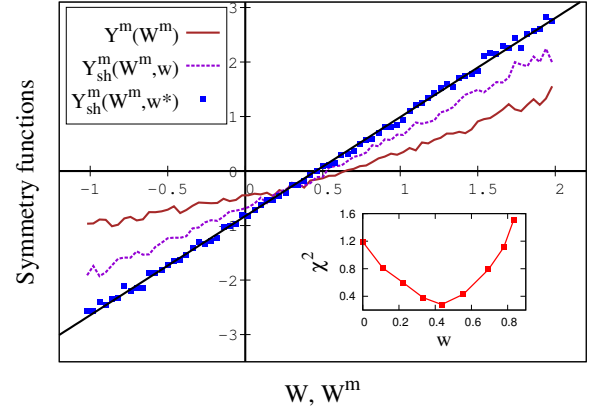 Y^m(W^m)
Y^m_sh(W^m,w)
Y^m_sh(W^m,w*)
Symmetry functions
3
2
1
0
-1
-2
-3
-1 -0.5 0 0.5 1 1.5 2
χ^2
1.6
1.2
0.8
0.4
0 0.2 0.4 0.6 0.8
w
W, W^m